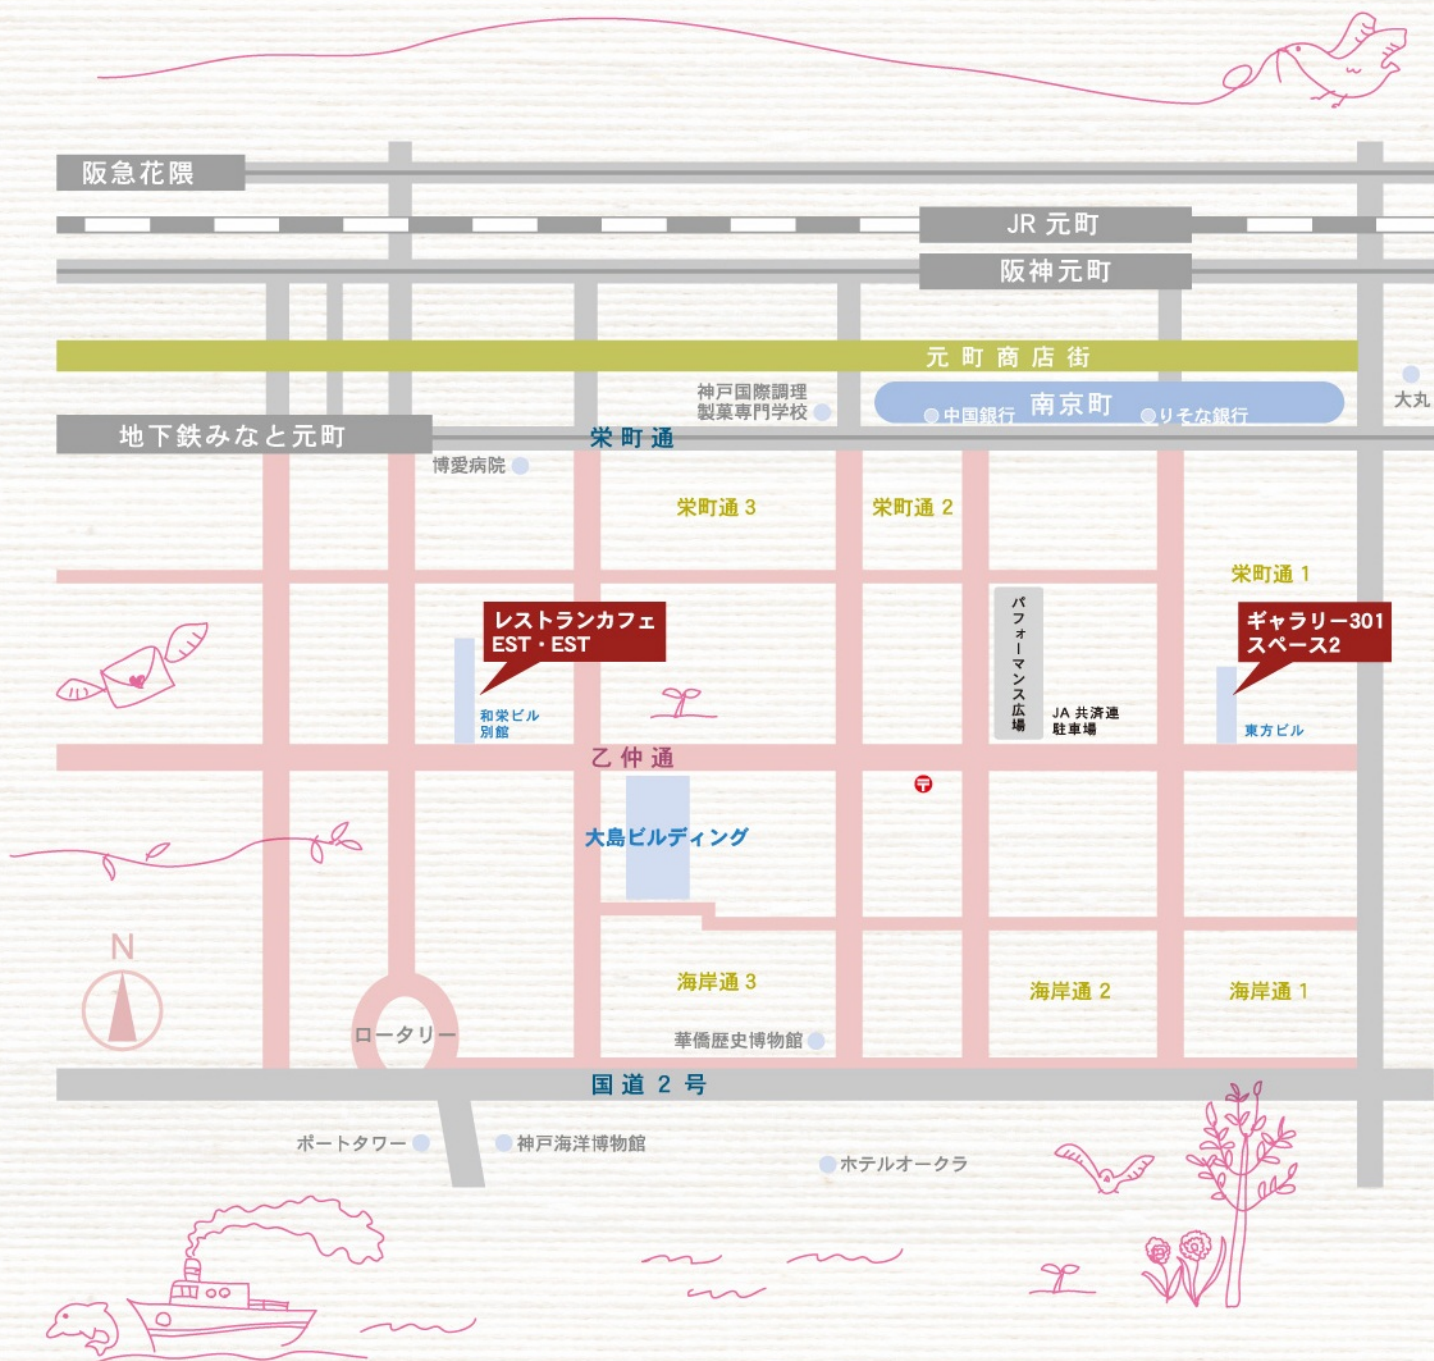 阪急花隈
JR 元町
阪神元町
元町商店街
神戸国際調理
製菓専門学校
南京町
中国銀行
りそな銀行
大丸
地下鉄みなと元町
栄町通
博愛病院
栄町通 3
栄町通 2
栄町通 1
レストランカフェ
EST・EST
パフォーマンス広場
ギャラリー301
スペース2
和栄ビル
別館
JA 共済連
駐車場
東方ビル
乙仲通
〒
大島ビルディング
N
海岸通 3
海岸通 2
海岸通 1
ロータリー
華僑歴史博物館
国道 2 号
ポートタワー
神戸海洋博物館
ホテルオークラ